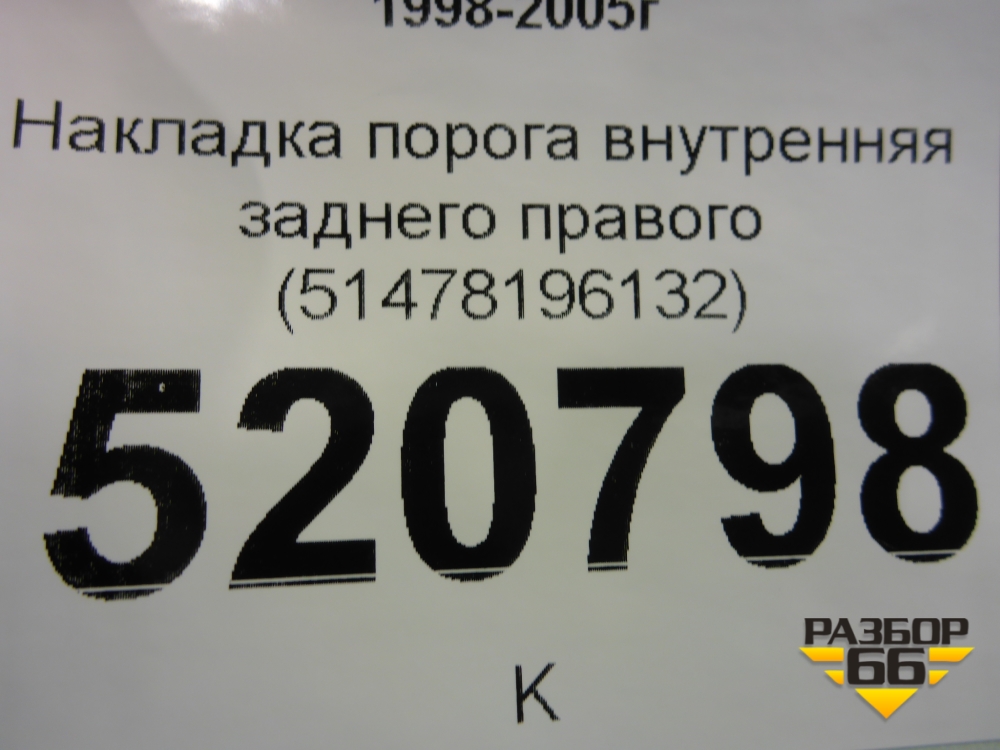 1998-2005г
Накладка порога внутренняя
заднего правого
(51478196132)
520798
К
РАЗБОР
66